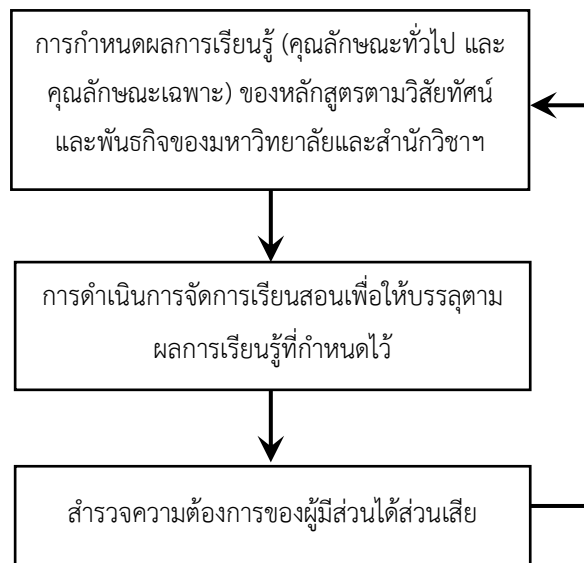 การกำหนดผลการเรียนรู้ (คุณลักษณะทั่วไป และ
คุณลักษณะเฉพาะ) ของหลักสูตรตามวิสัยทัศน์
และพันธกิจของมหาวิทยาลัยและสำนักวิชาฯ
การดำเนินการจัดการเรียนสอนเพื่อให้บรรลุตาม
ผลการเรียนรู้ที่กำหนดไว้
สำรวจความต้องการของผู้มีส่วนได้ส่วนเสีย